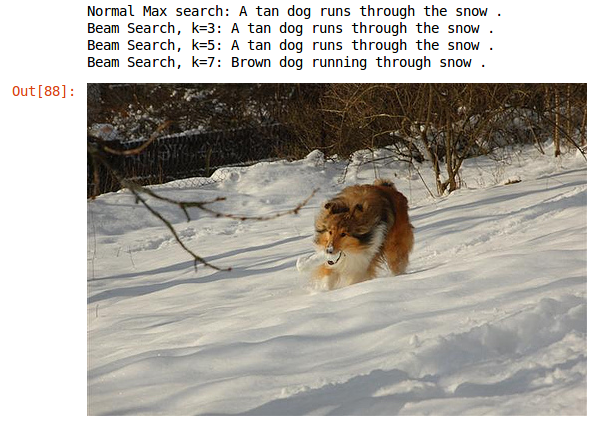 Normal Max search: A tan dog runs through the snow .
Beam Search, k=3: A tan dog runs through the snow .
Beam Search, k=5: A tan dog runs through the snow .
Beam Search, k=7: Brown dog running through snow .
Out[88]: